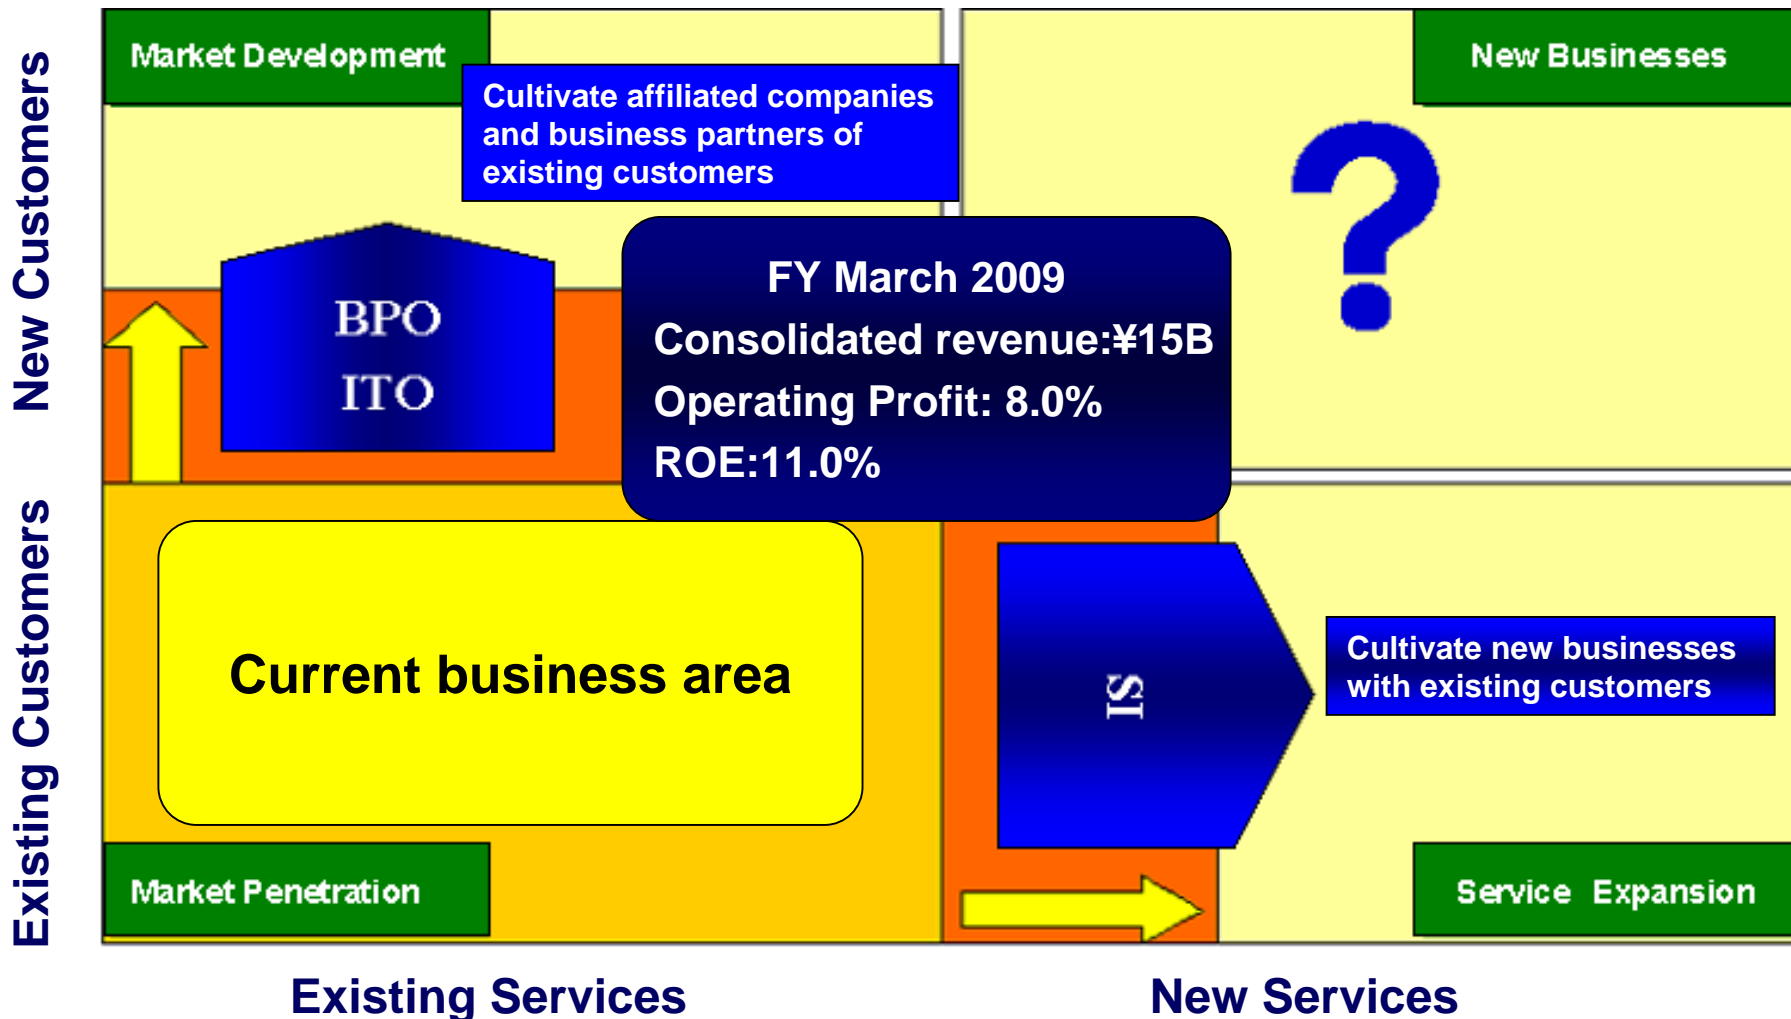 New Customers
Existing Customers
Market Development
Cultivate affiliated companies
and business partners of
existing customers
New Businesses
?
BPO
ITO
FY March 2009
Consolidated revenue:¥15B
Operating Profit: 8.0%
ROE:11.0%
Current business area
SI
Cultivate new businesses
with existing customers
Market Penetration
Service Expansion
Existing Services
New Services